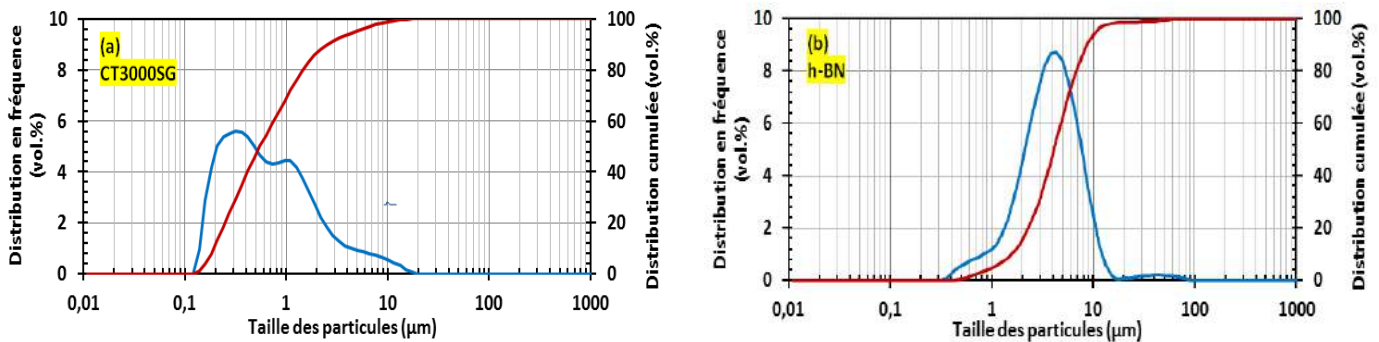 (a)
CT3000SG
Distribution en fréquence
(vol.%)
10
8
6
4
2
0
100
80
60
40
20
0
Distribution cumulée (vol.%)
0,01 0,1 1 10 100 1000
Taille des particules (µm)
(b)
h-BN
Distribution en fréquence
(vol.%)
10
8
6
4
2
0
100
80
60
40
20
0
Distribution cumulée (vol.%)
0,01 0,1 1 10 100 1000
Taille des particules (µm)